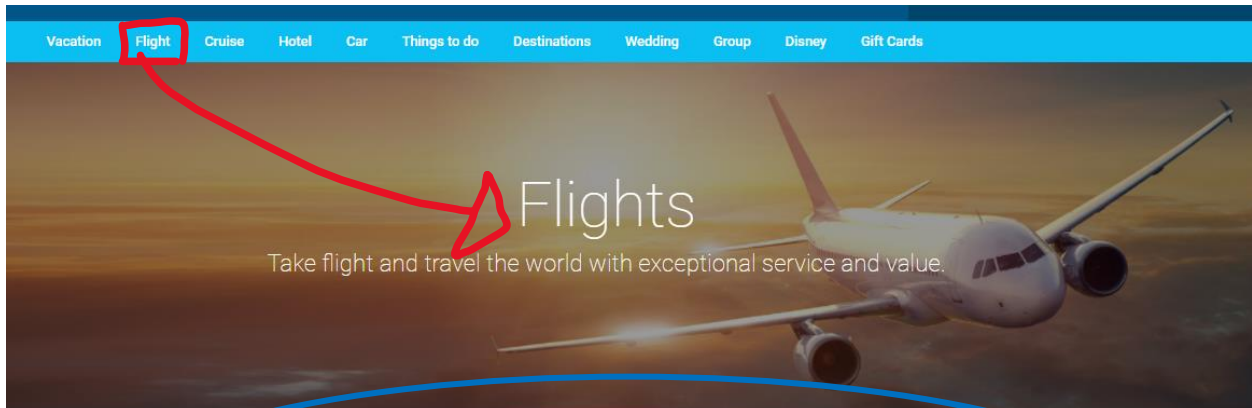 Vacation Flight Cruise Hotel Car Things to do Destinations Wedding Group Disney Gift Cards
Flights
Take flight and travel the world with exceptional service and value.